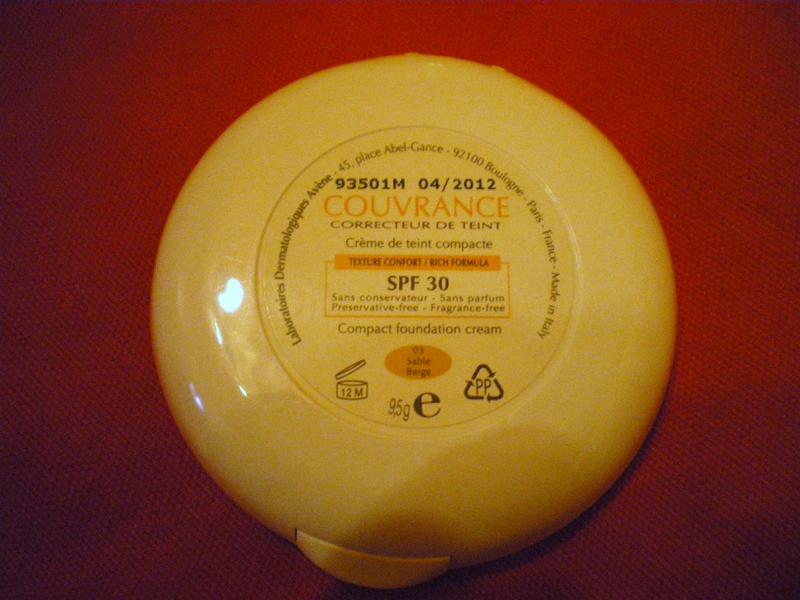 Laboratoires Dermatologiques Avène - 45, place Abel-Gance - 92100 Boulogne - Paris - France - Made in Italy
93501M 04/2012
COUVRANCE
CORRECTEUR DE TEINT
Crème de teint compacte
TEXTURE CONFORT / RICH FORMULA
SPF 30
Sans conservateur - Sans parfum
Preservative-free - Fragrance-free
Compact foundation cream
03
Sable
Beige
12 M
PP
9,5g e